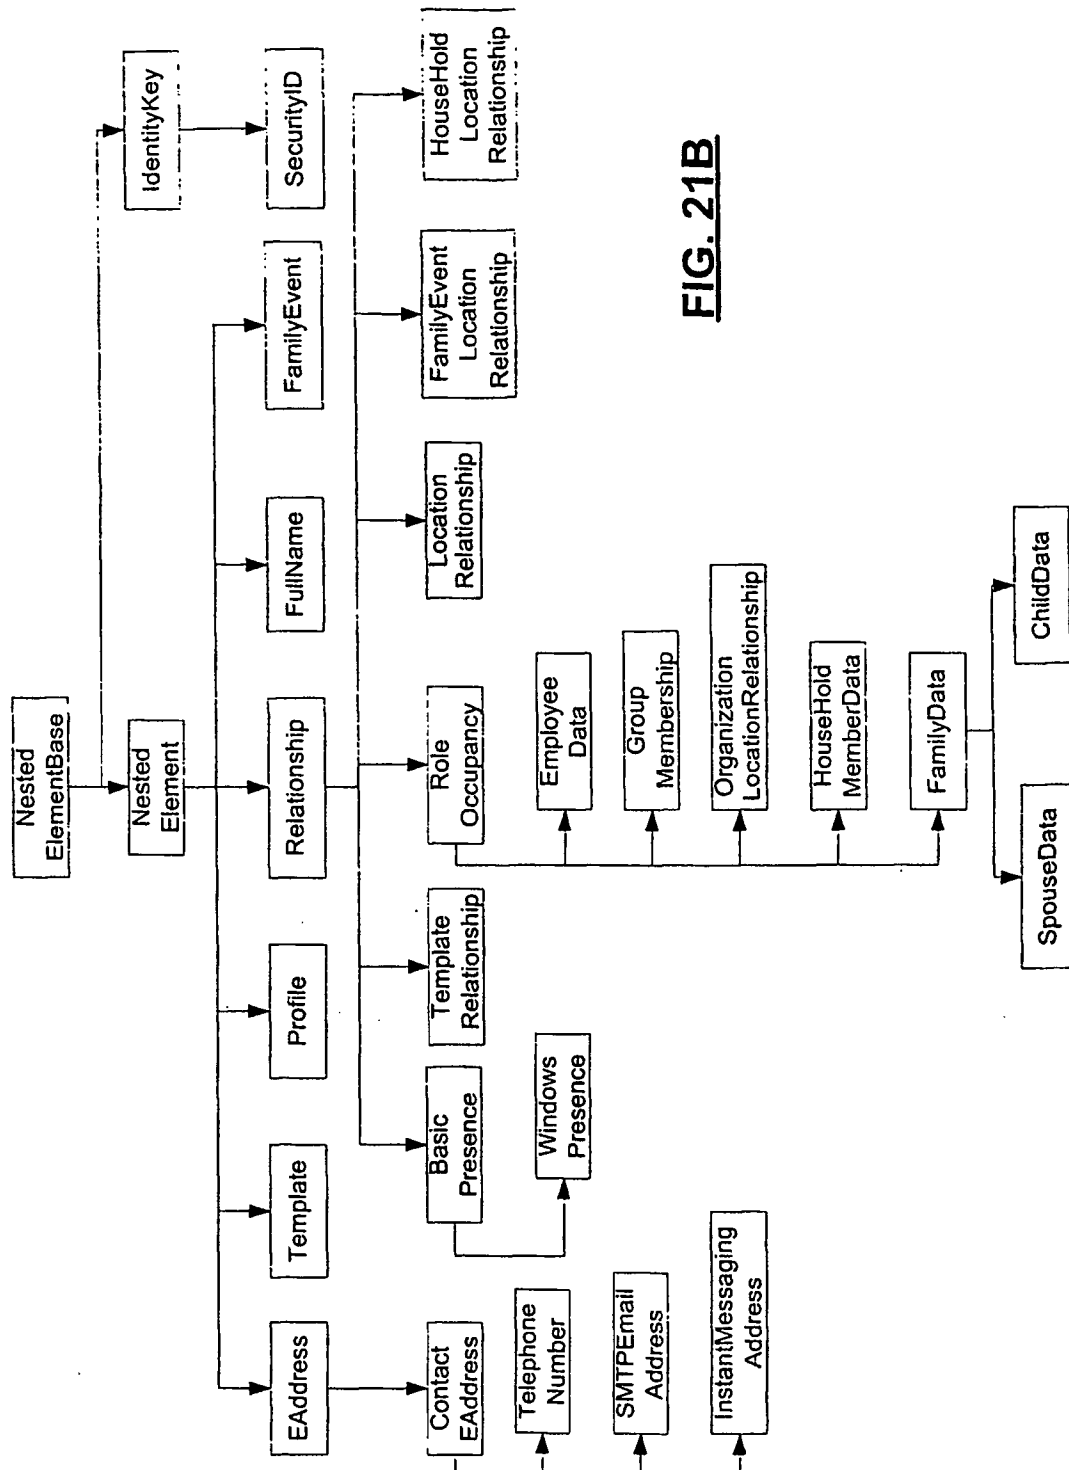 Nested
ElementBase
IdentityKey
Nested
Element
EAddress
Template
Profile
Relationship
FullName
FamilyEvent
SecurityID
Contact
EAddress
Basic
Presence
Template
Relationship
Role
Occupancy
Location
Relationship
FamilyEvent
Location
Relationship
HouseHold
Location
Relationship
Telephone
Number
SMTPEmail
Address
InstantMessaging
Address
Windows
Presence
Employee
Data
Group
Membership
Organization
LocationRelationship
HouseHold
MemberData
FamilyData
SpouseData
ChildData
FIG. 21B